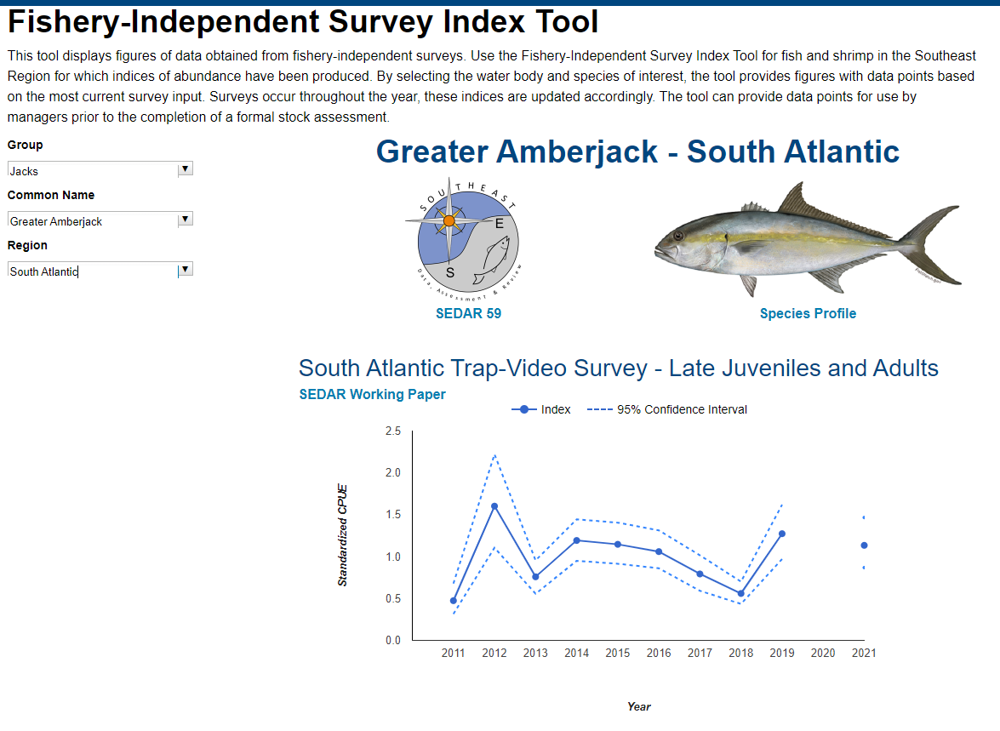 Fishery-Independent Survey Index Tool
This tool displays figures of data obtained from fishery-independent surveys. Use the Fishery-Independent Survey Index Tool for fish and shrimp in the Southeast
Region for which indices of abundance have been produced. By selecting the water body and species of interest, the tool provides figures with data points based
on the most current survey input. Surveys occur throughout the year, these indices are updated accordingly. The tool can provide data points for use by
managers prior to the completion of a formal stock assessment.
Group
Jacks
Common Name
Greater Amberjack
Region
South Atlantic
Greater Amberjack - South Atlantic
SOUTHEAST
E
S
Data, Assessment & Review
SEDAR 59
Species Profile
South Atlantic Trap-Video Survey - Late Juveniles and Adults
SEDAR Working Paper
Index
95% Confidence Interval
Standardized CPUE
2.5
2.0
1.5
1.0
0.5
0.0
2011 2012 2013 2014 2015 2016 2017 2018 2019 2020 2021
Year